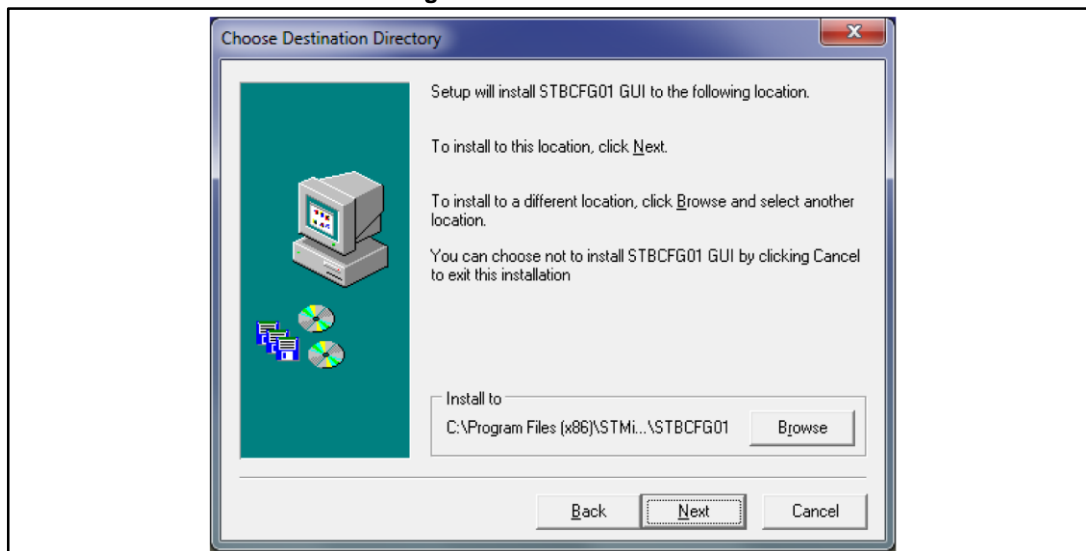 Choose Destination Directory
Setup will install STBCFG01 GUI to the following location.
To install to this location, click Next.
To install to a different location, click Browse and select another
location.
You can choose not to install STBCFG01 GUI by clicking Cancel
to exit this installation
Install to
C:\Program Files (x86)\STMi...\STBCFG01
Browse
Back
Next
Cancel